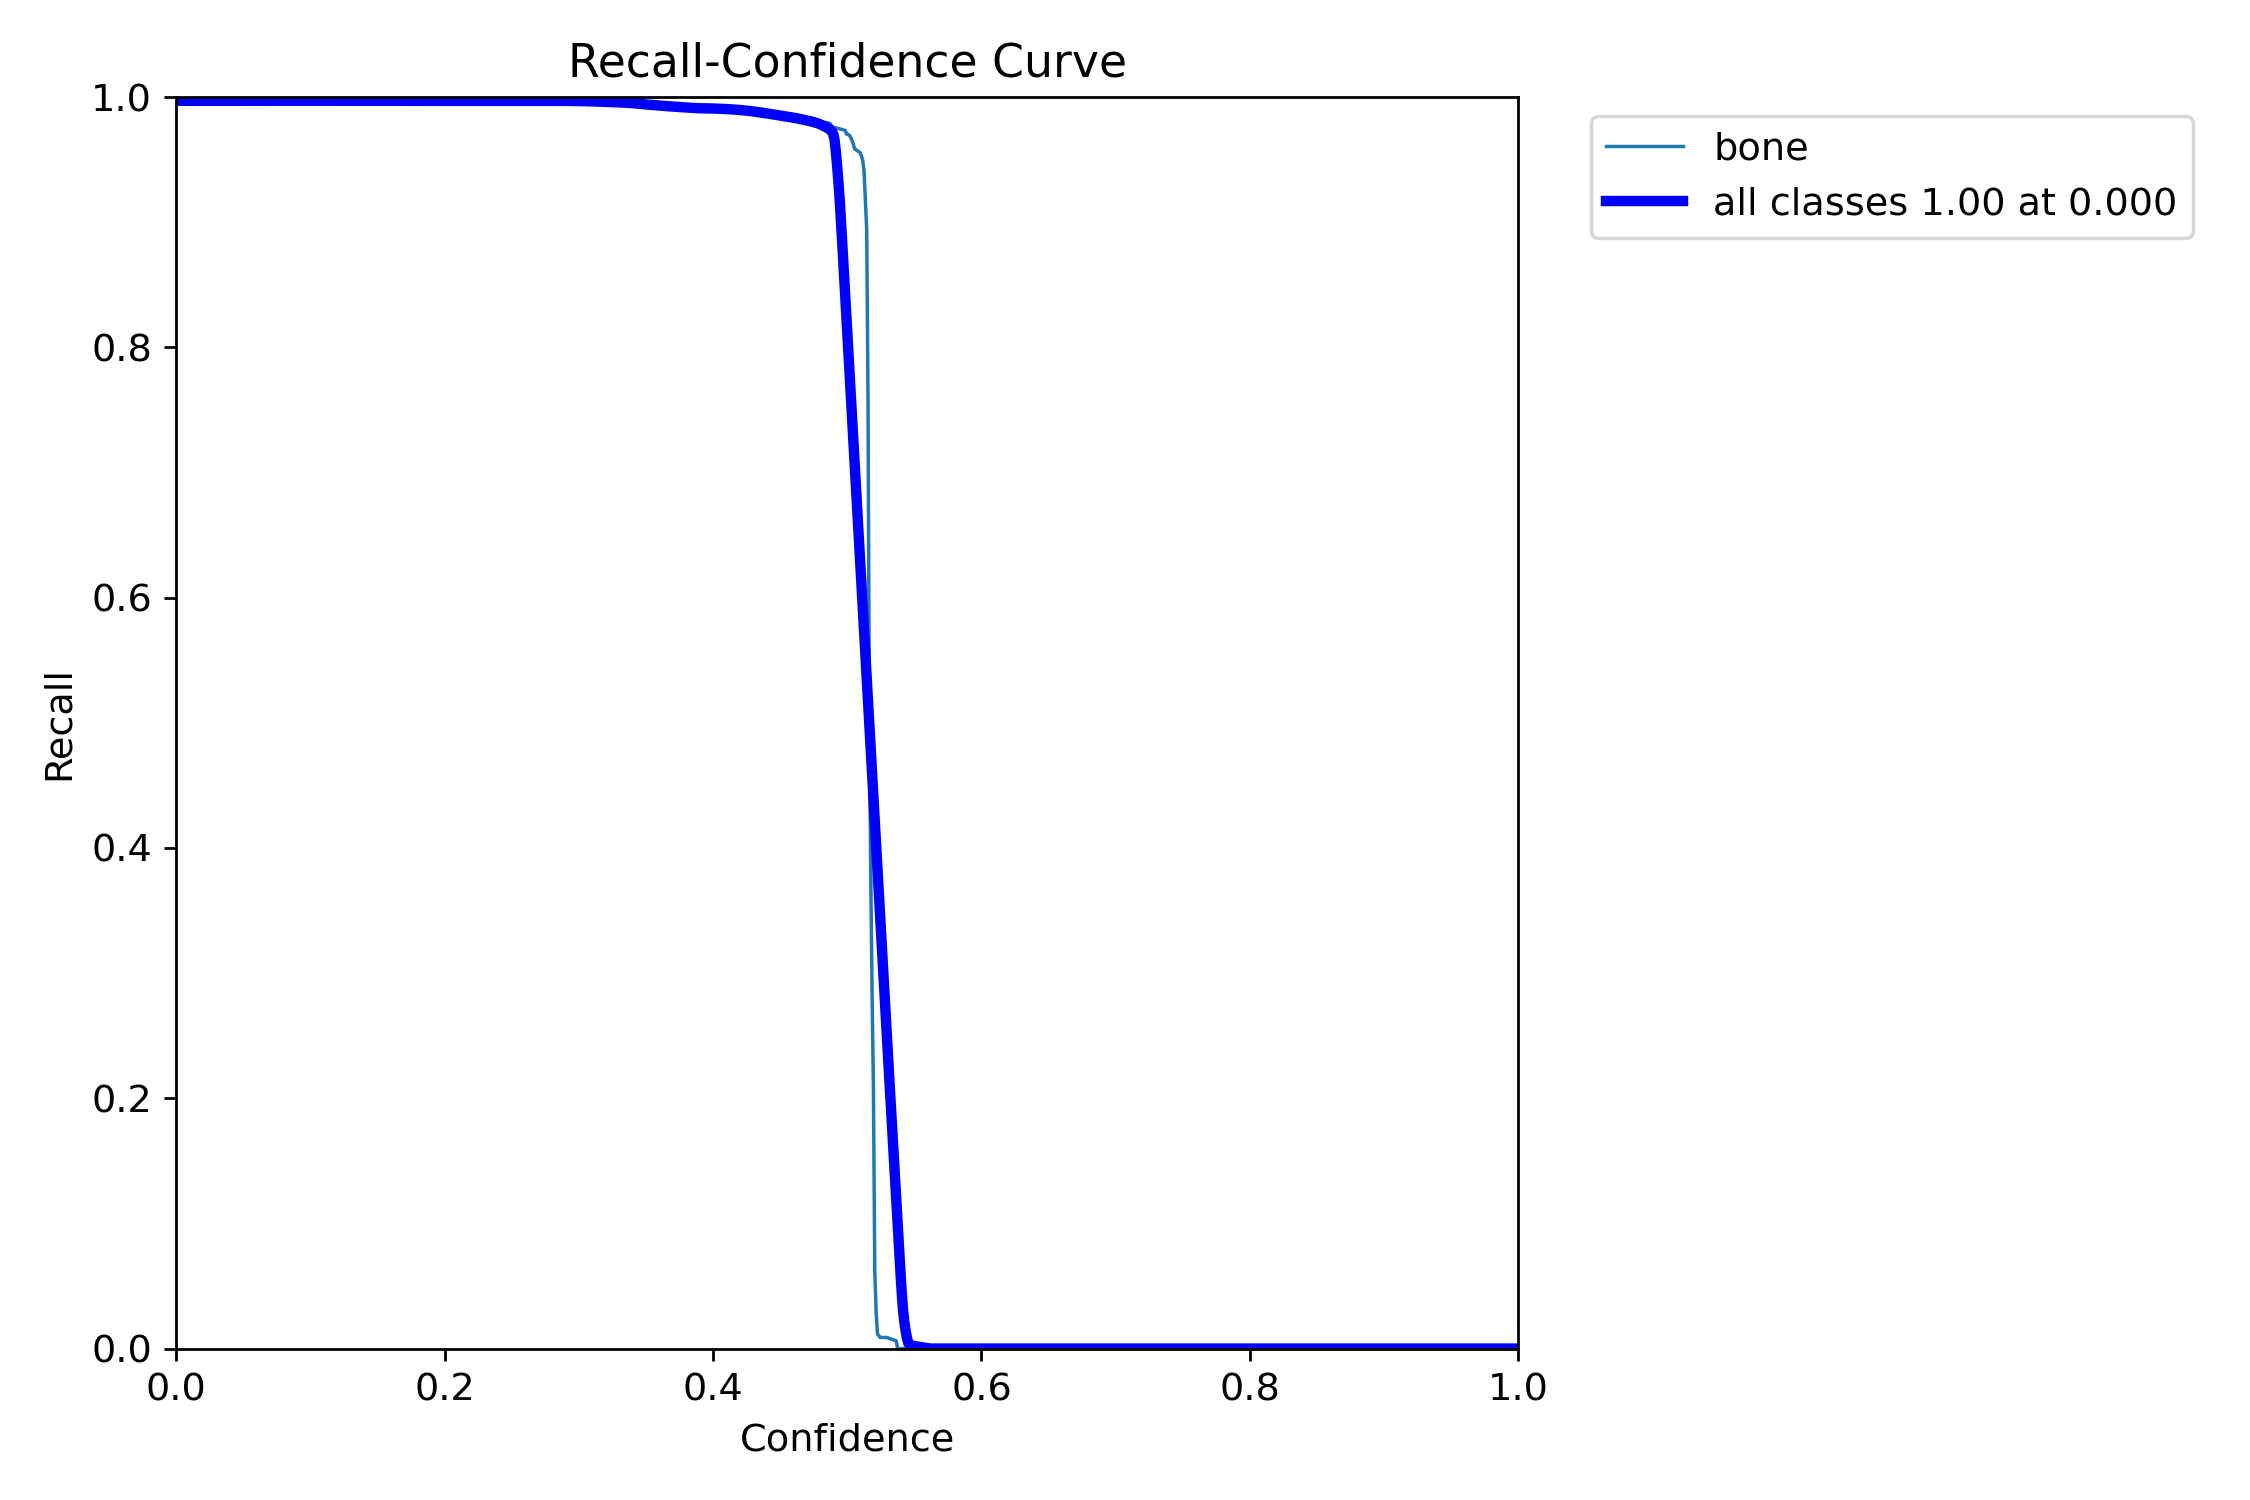 Recall-Confidence Curve
bone
all classes 1.00 at 0.000
1.0
0.8
0.6
0.4
0.2
0.0
Recall
0.0 0.2 0.4 0.6 0.8 1.0
Confidence